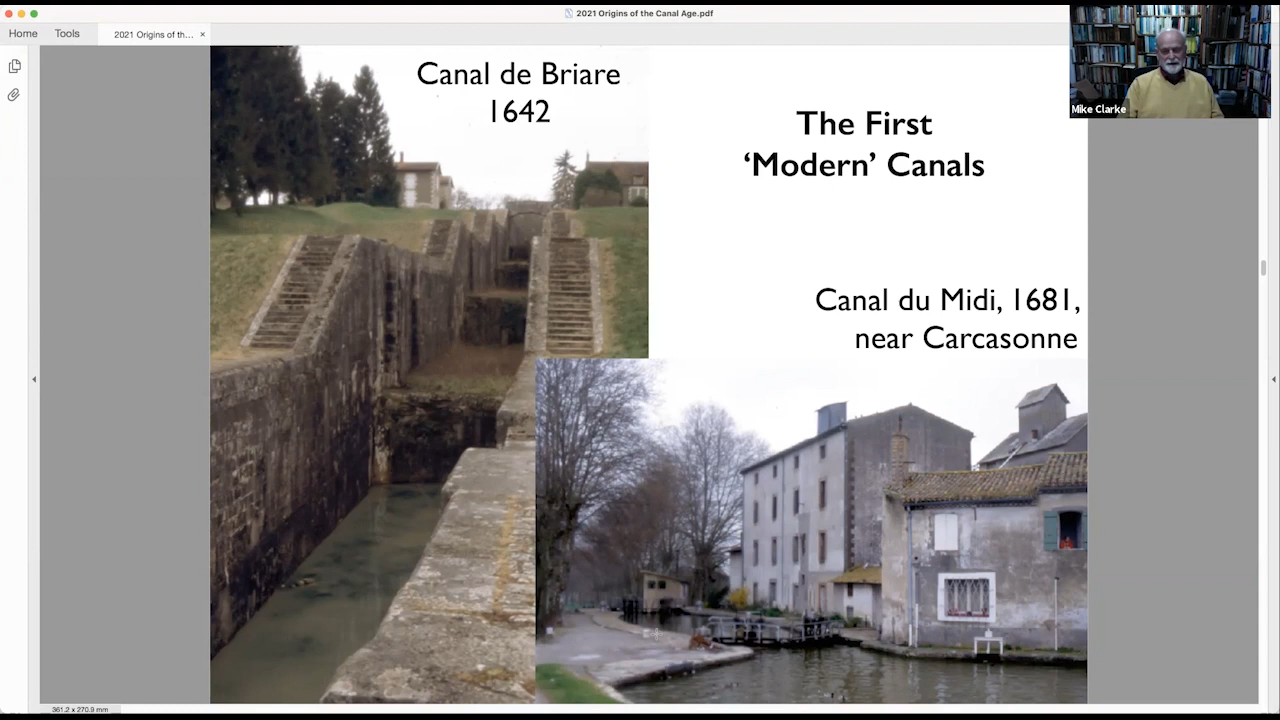 2021 Origins of the Canal Age.pdf
Home Tools 2021 Origins of th... ×
Mike Clarke
Canal de Briare
1642
The First
‘Modern’ Canals
Canal du Midi, 1681,
near Carcasonne
361.2 x 270.9 mm